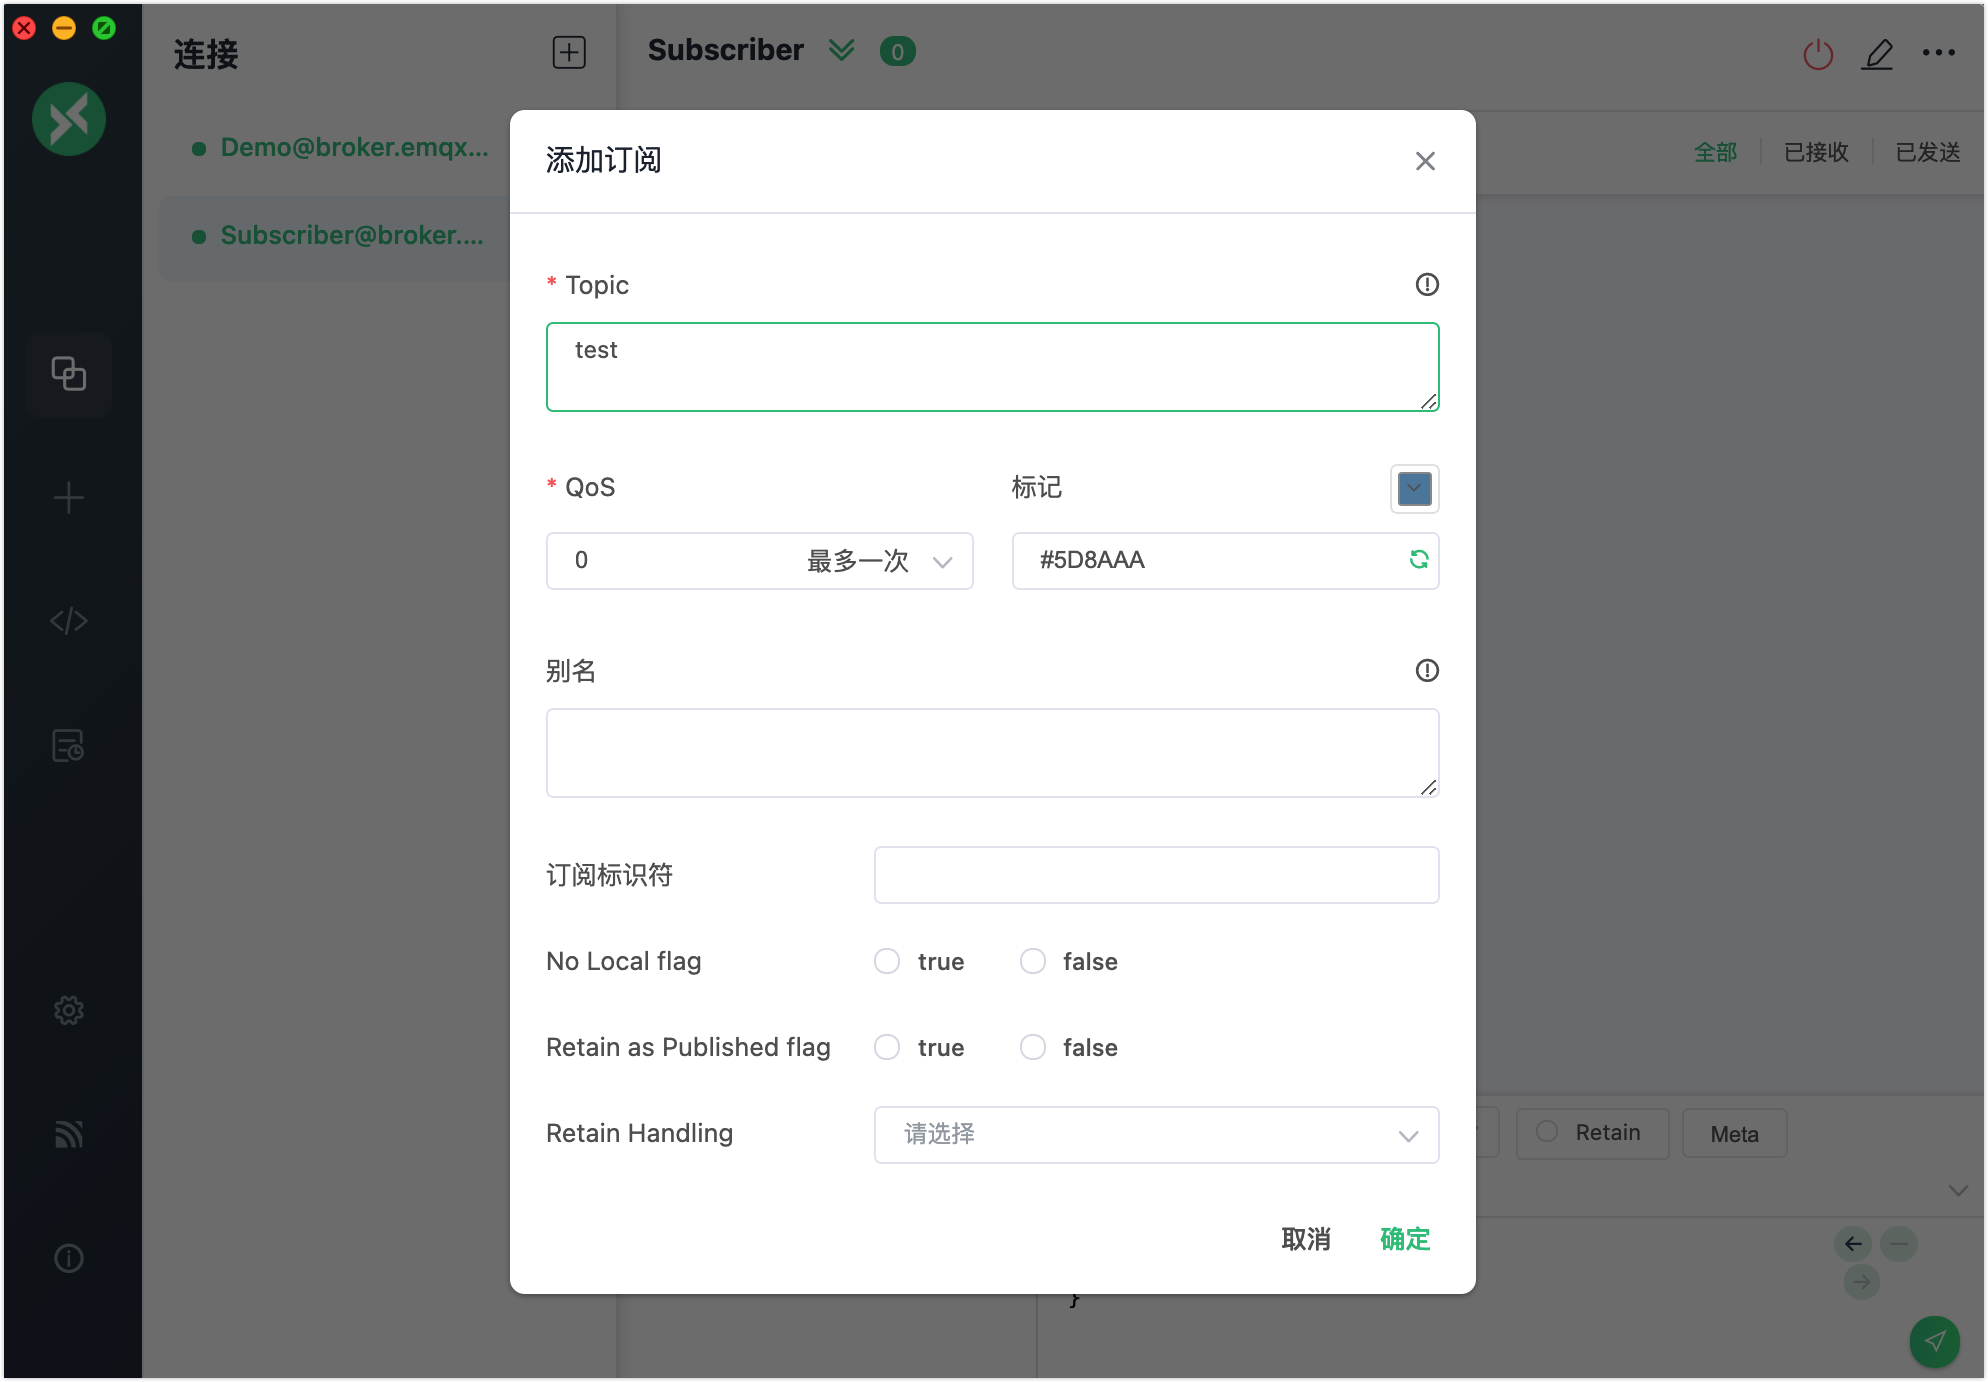 连接
Subscriber
0
Demo@broker.emqx...
Subscriber@broker....
全部
已接收
已发送
添加订阅
* Topic
test
* QoS
标记
0 最多一次
#5D8AAA
别名
订阅标识符
No Local flag
true
false
Retain as Published flag
true
false
Retain Handling
请选择
Retain
Meta
取消
确定
}